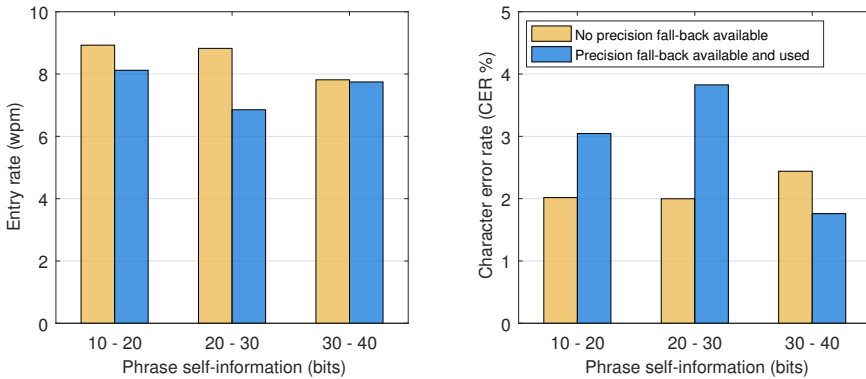 Entry rate (wpm)
10
8
6
4
2
0
10 - 20
20 - 30
30 - 40
Phrase self-information (bits)
Character error rate (CER %)
5
4
3
2
1
0
No precision fall-back available
Precision fall-back available and used
10 - 20
20 - 30
30 - 40
Phrase self-information (bits)